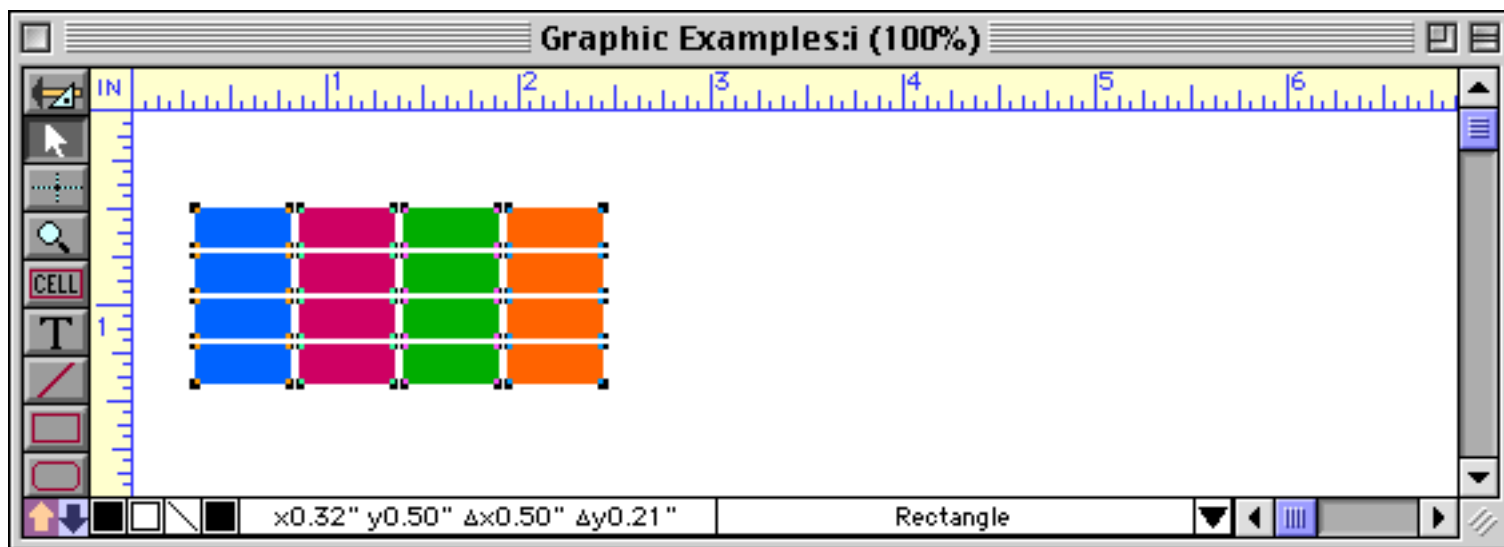 Graphic Examples:i (100%)
IN 1 2 3 4 5 6
CELL
1
T
x0.32" y0.50" Δx0.50" Δy0.21" Rectangle